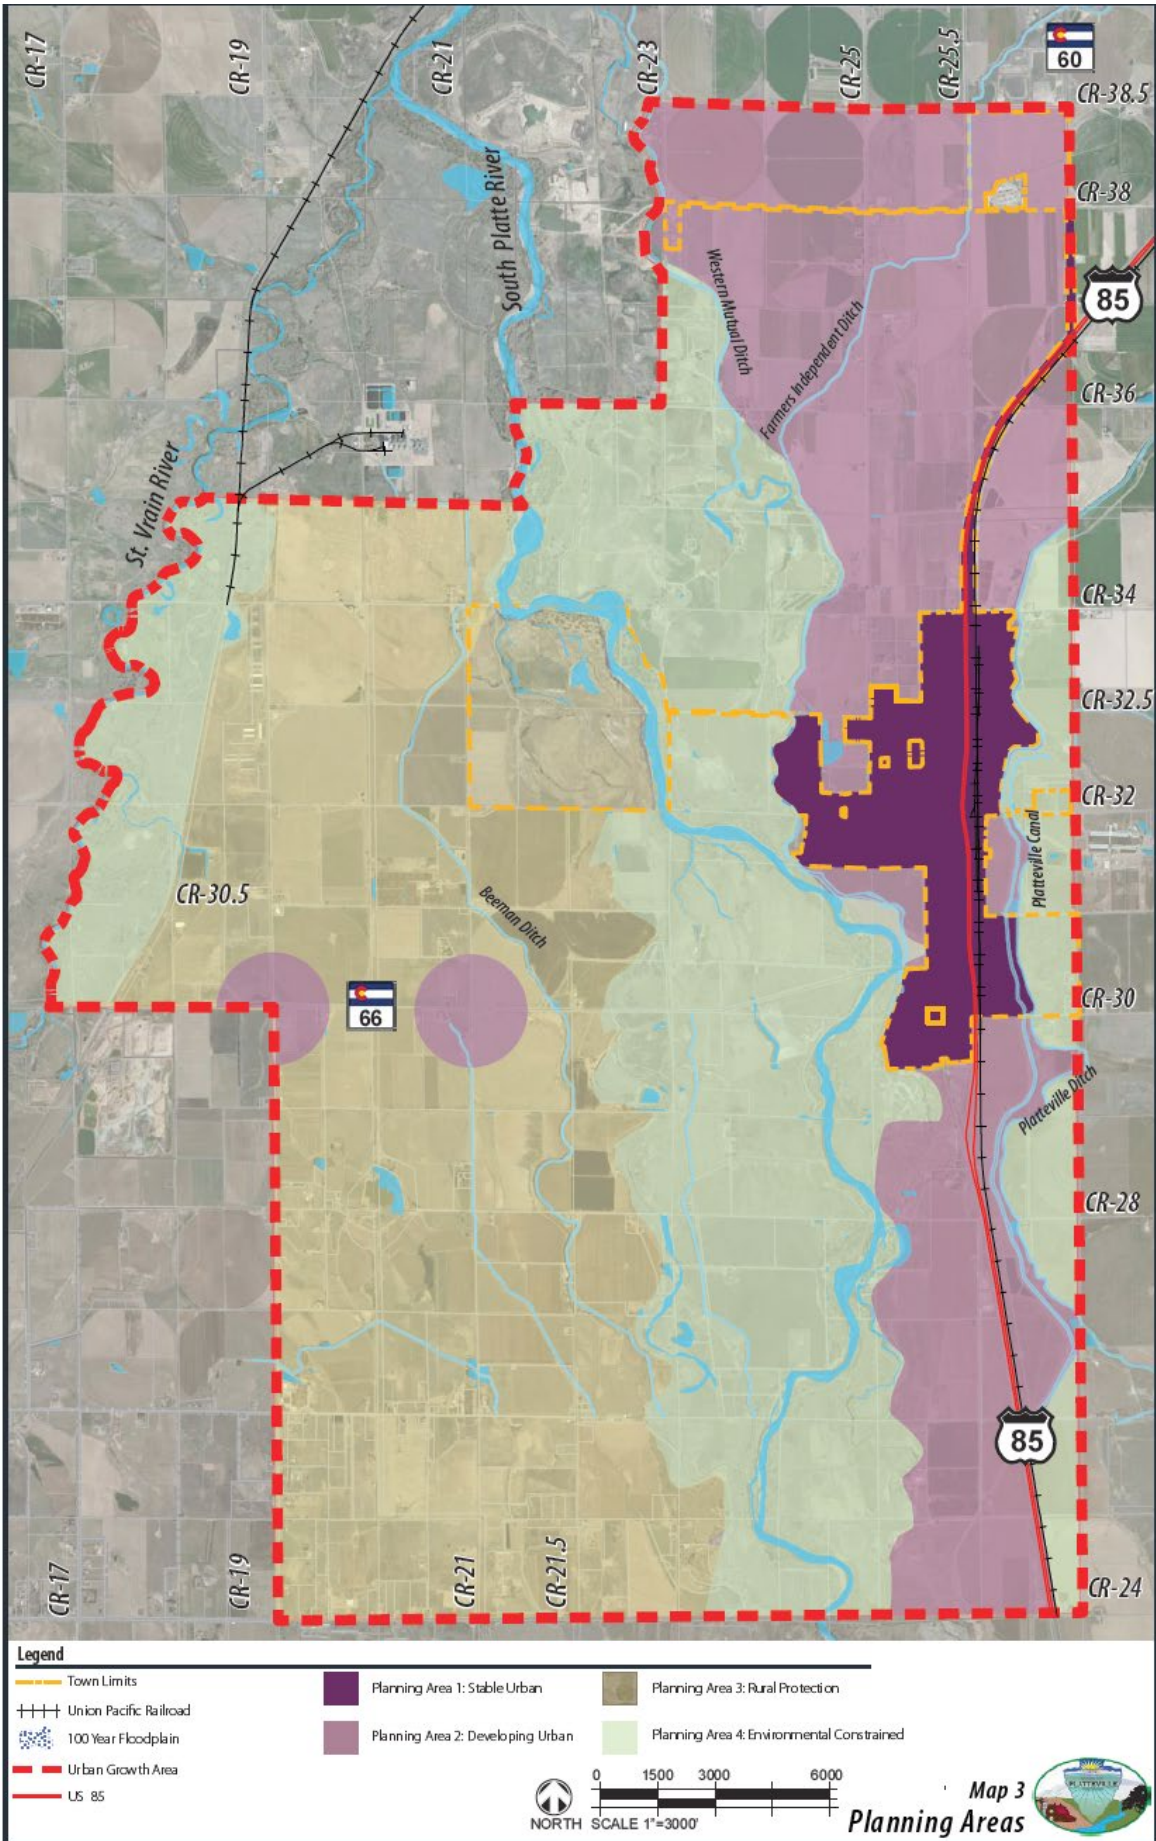 CR-17
CR-19
CR-21
CR-23
CR-25
CR-25.5
60
CR-38.5
CR-38
South Platte River
Western Mutual Ditch
Farmers Independent Ditch
85
CR-36
St. Vrain River
CR-34
CR-32.5
CR-32
Platteville Canal
CR-30.5
Beeman Ditch
66
CR-30
Platteville Ditch
CR-28
85
CR-17
CR-19
CR-21
CR-21.5
CR-24
Legend
Town Limits
Union Pacific Railroad
100 Year Floodplain
Urban Growth Area
US 85
Planning Area 1: Stable Urban
Planning Area 2: Developing Urban
Planning Area 3: Rural Protection
Planning Area 4: Environmental Constrained
0 1500 3000 6000
NORTH SCALE 1"=3000'
Map 3
Planning Areas
PLATTEVILLE